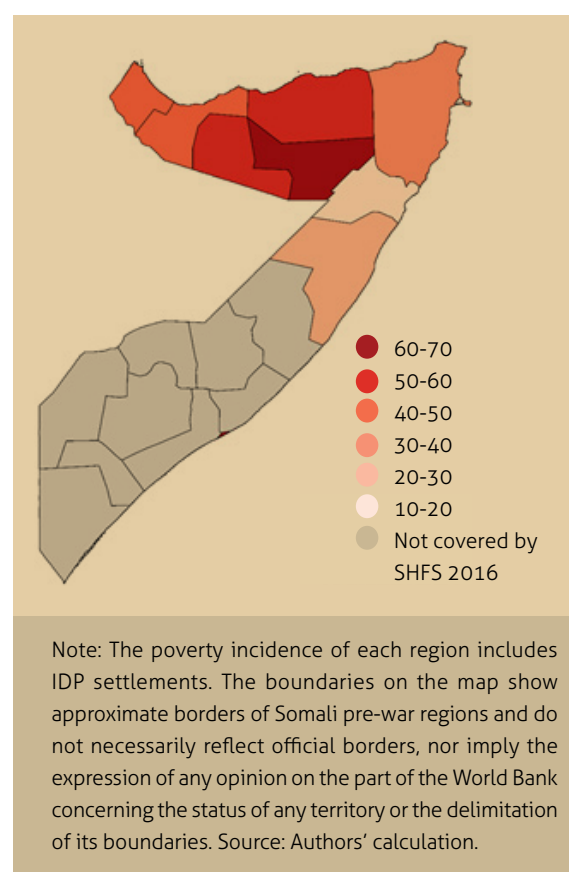 60-70
50-60
40-50
30-40
20-30
10-20
Not covered by
SHFS 2016
Note: The poverty incidence of each region includes
IDP settlements. The boundaries on the map show
approximate borders of Somali pre-war regions and do
not necessarily reflect official borders, nor imply the
expression of any opinion on the part of the World Bank
concerning the status of any territory or the delimitation
of its boundaries. Source: Authors’ calculation.